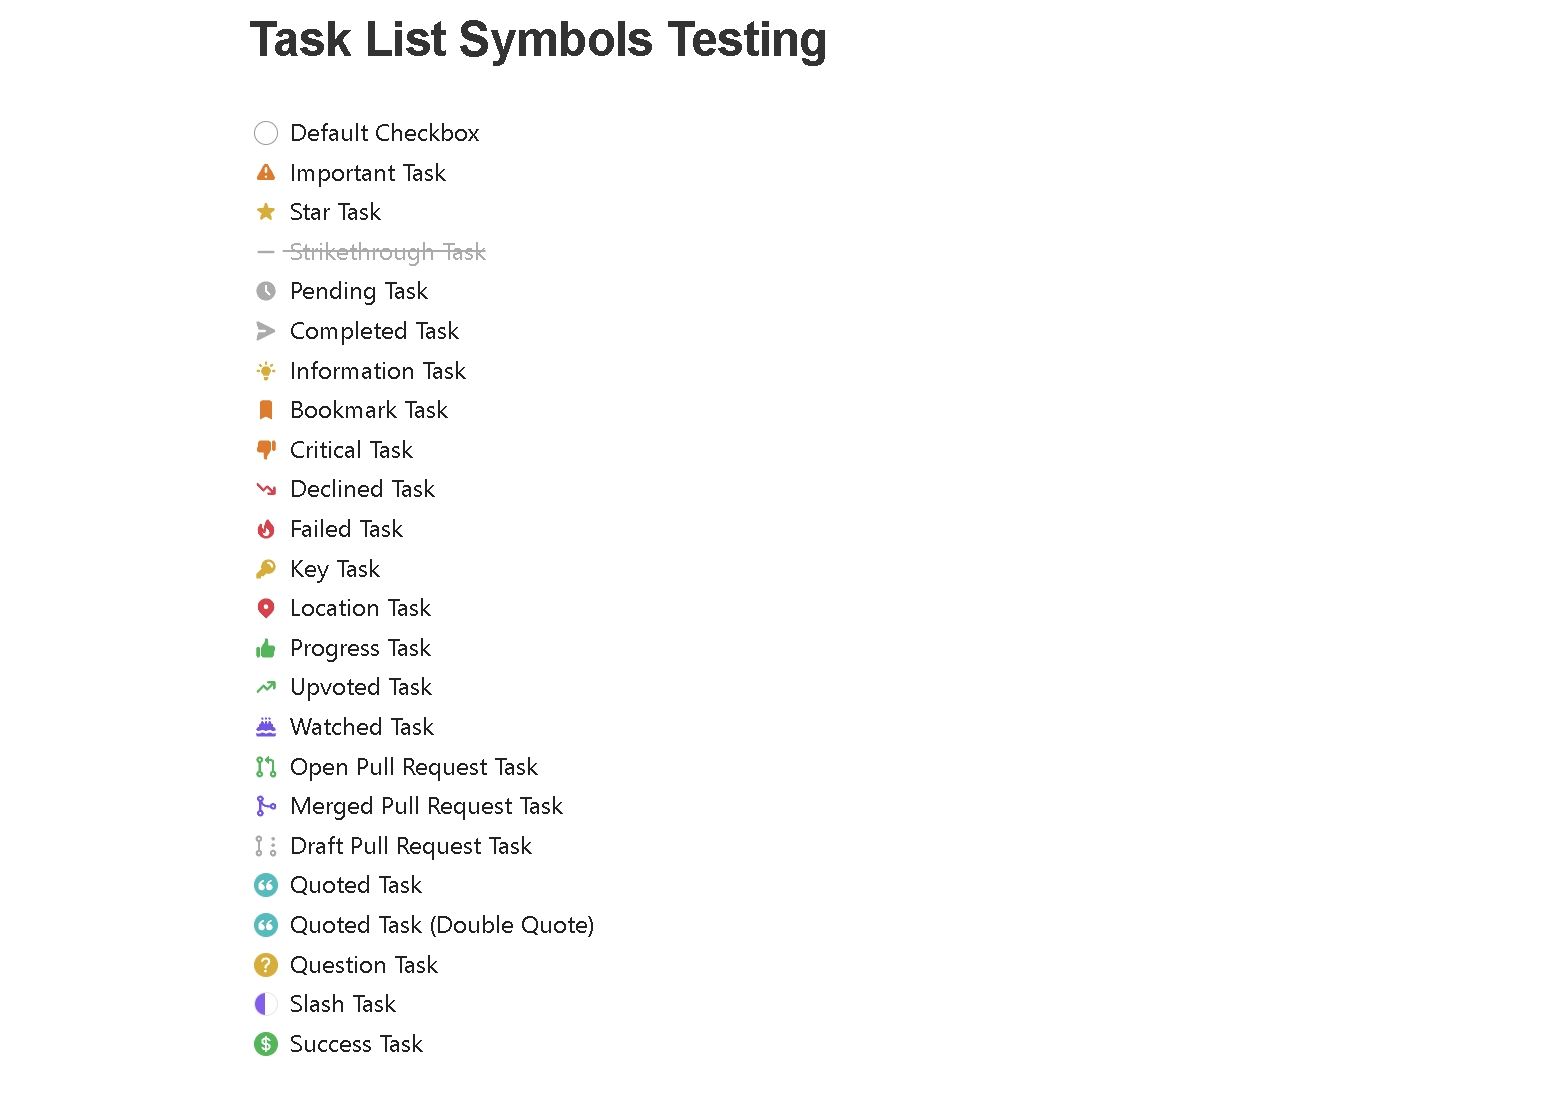 Task List Symbols Testing
Default Checkbox
Important Task
Star Task
Strikethrough Task
Pending Task
Completed Task
Information Task
Bookmark Task
Critical Task
Declined Task
Failed Task
Key Task
Location Task
Progress Task
Upvoted Task
Watched Task
Open Pull Request Task
Merged Pull Request Task
Draft Pull Request Task
Quoted Task
Quoted Task (Double Quote)
Question Task
Slash Task
Success Task